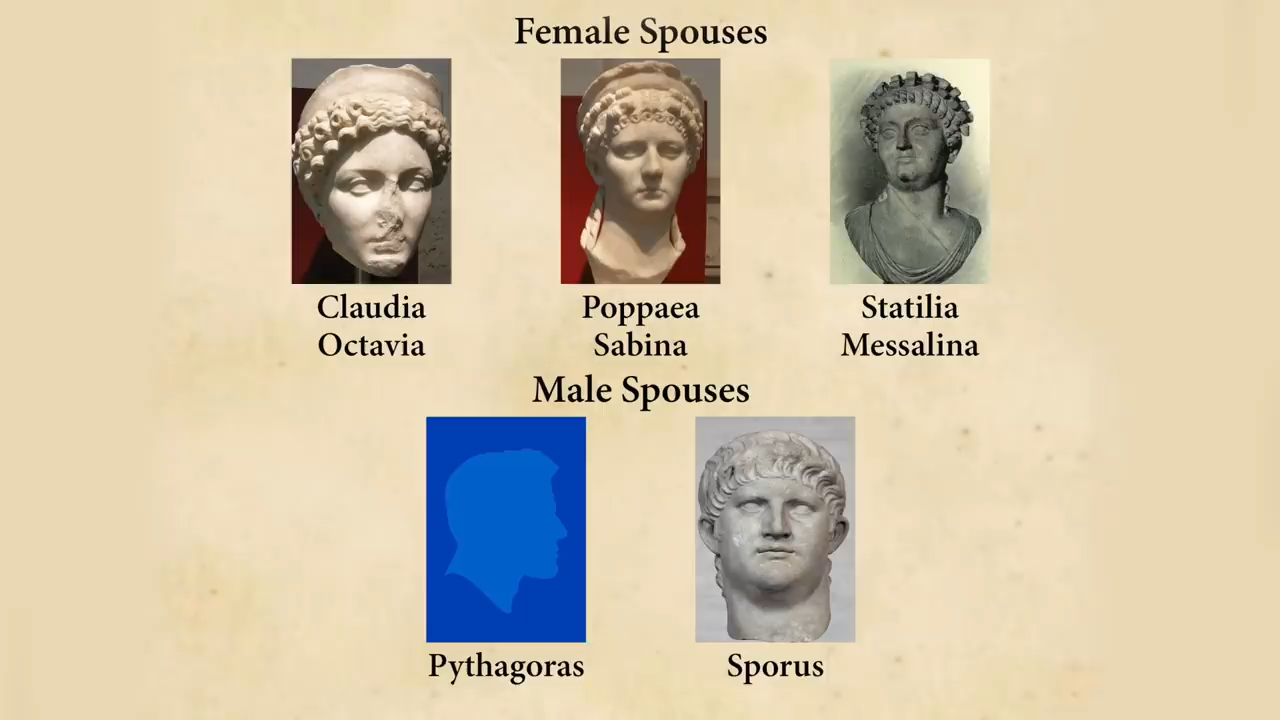 Female Spouses
Claudia
Octavia
Poppaea
Sabina
Statilia
Messalina
Male Spouses
Pythagoras
Sporus